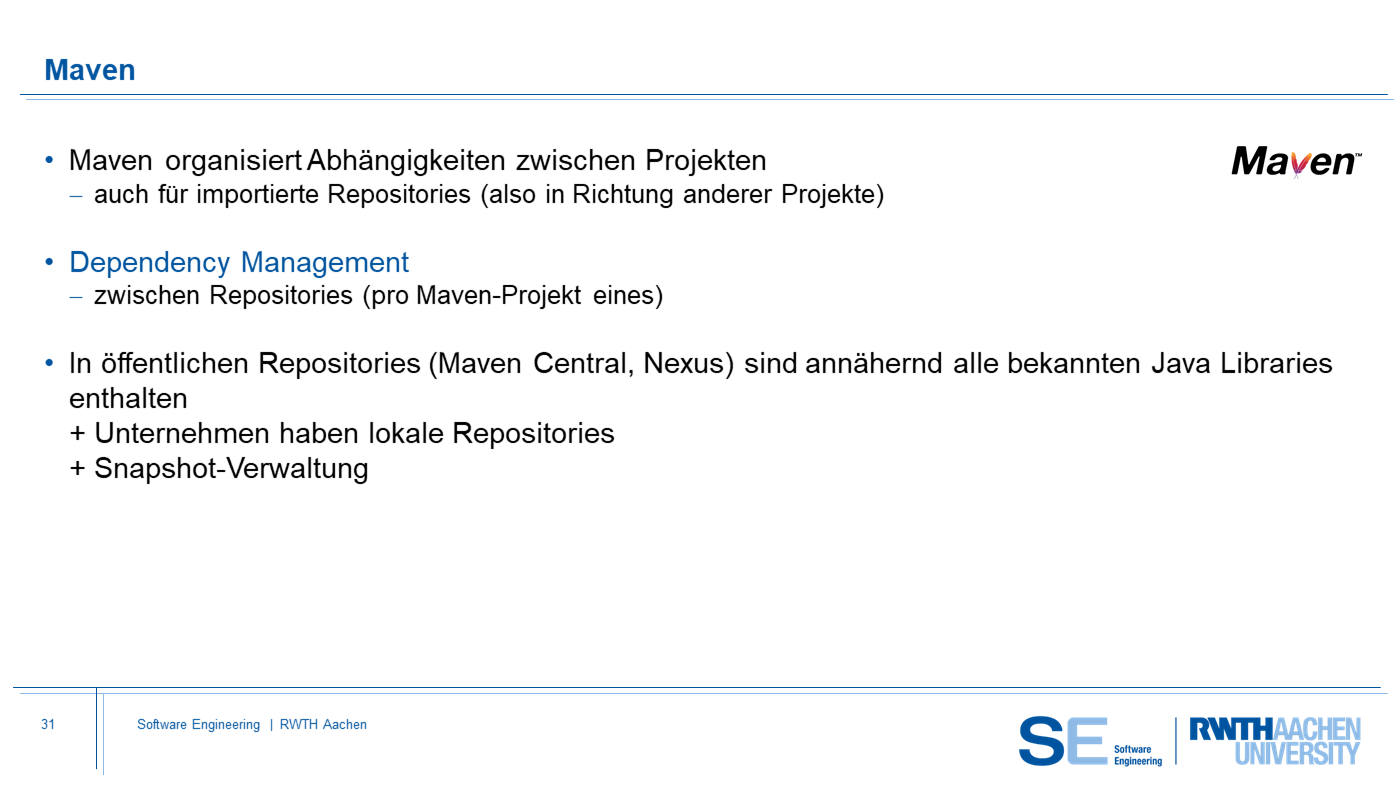 Maven
• Maven organisiert Abhängigkeiten zwischen Projekten
– auch für importierte Repositories (also in Richtung anderer Projekte)
Maven™
• Dependency Management
– zwischen Repositories (pro Maven-Projekt eines)
• In öffentlichen Repositories (Maven Central, Nexus) sind annähernd alle bekannten Java Libraries
enthalten
+ Unternehmen haben lokale Repositories
+ Snapshot-Verwaltung
31
Software Engineering | RWTH Aachen
SE Software
Engineering
RWTH AACHEN
UNIVERSITY